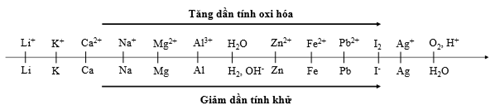 Tăng dần tính oxi hóa
Li⁺ K⁺ Ca²⁺ Na⁺ Mg²⁺ Al³⁺ H₂O Zn²⁺ Fe²⁺ Pb²⁺ I₂ Ag⁺ O₂, H⁺
Li K Ca Na Mg Al H₂, OH⁻ Zn Fe Pb I⁻ Ag H₂O
Giảm dần tính khử